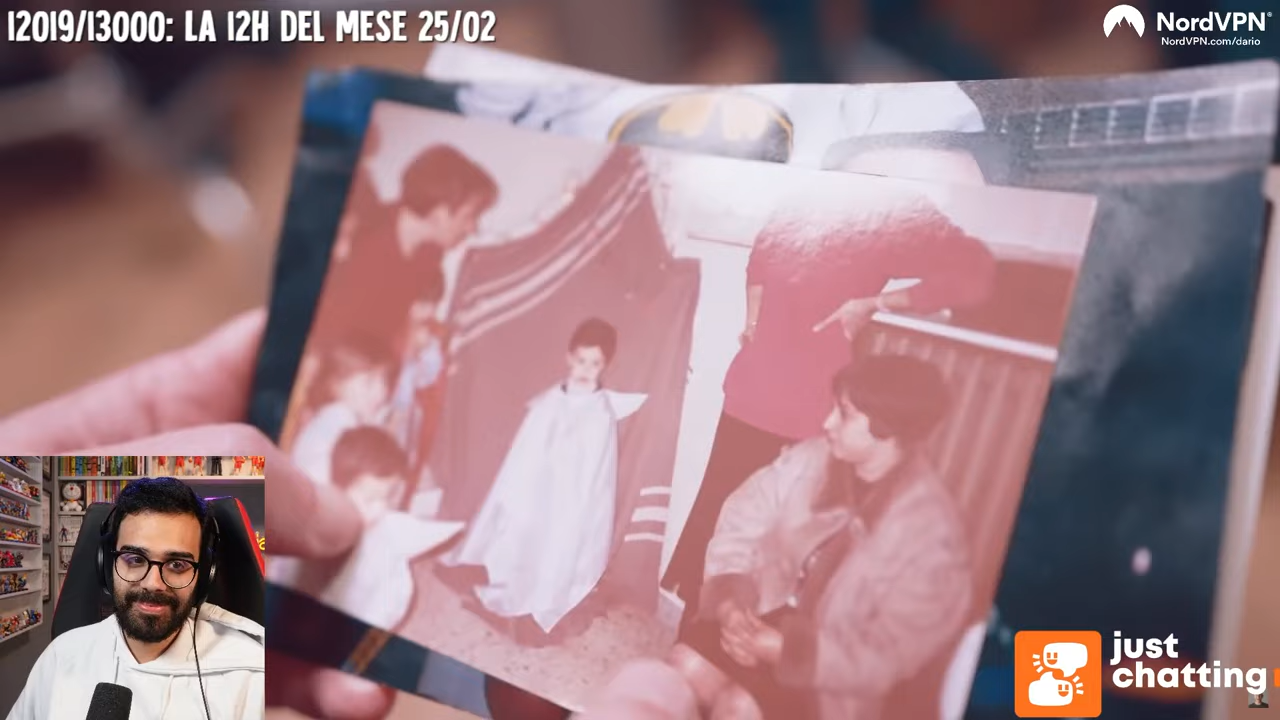 12019/13000: LA 12H DEL MESE 25/02
NordVPN®
NordVPN.com/dario
just
chatting